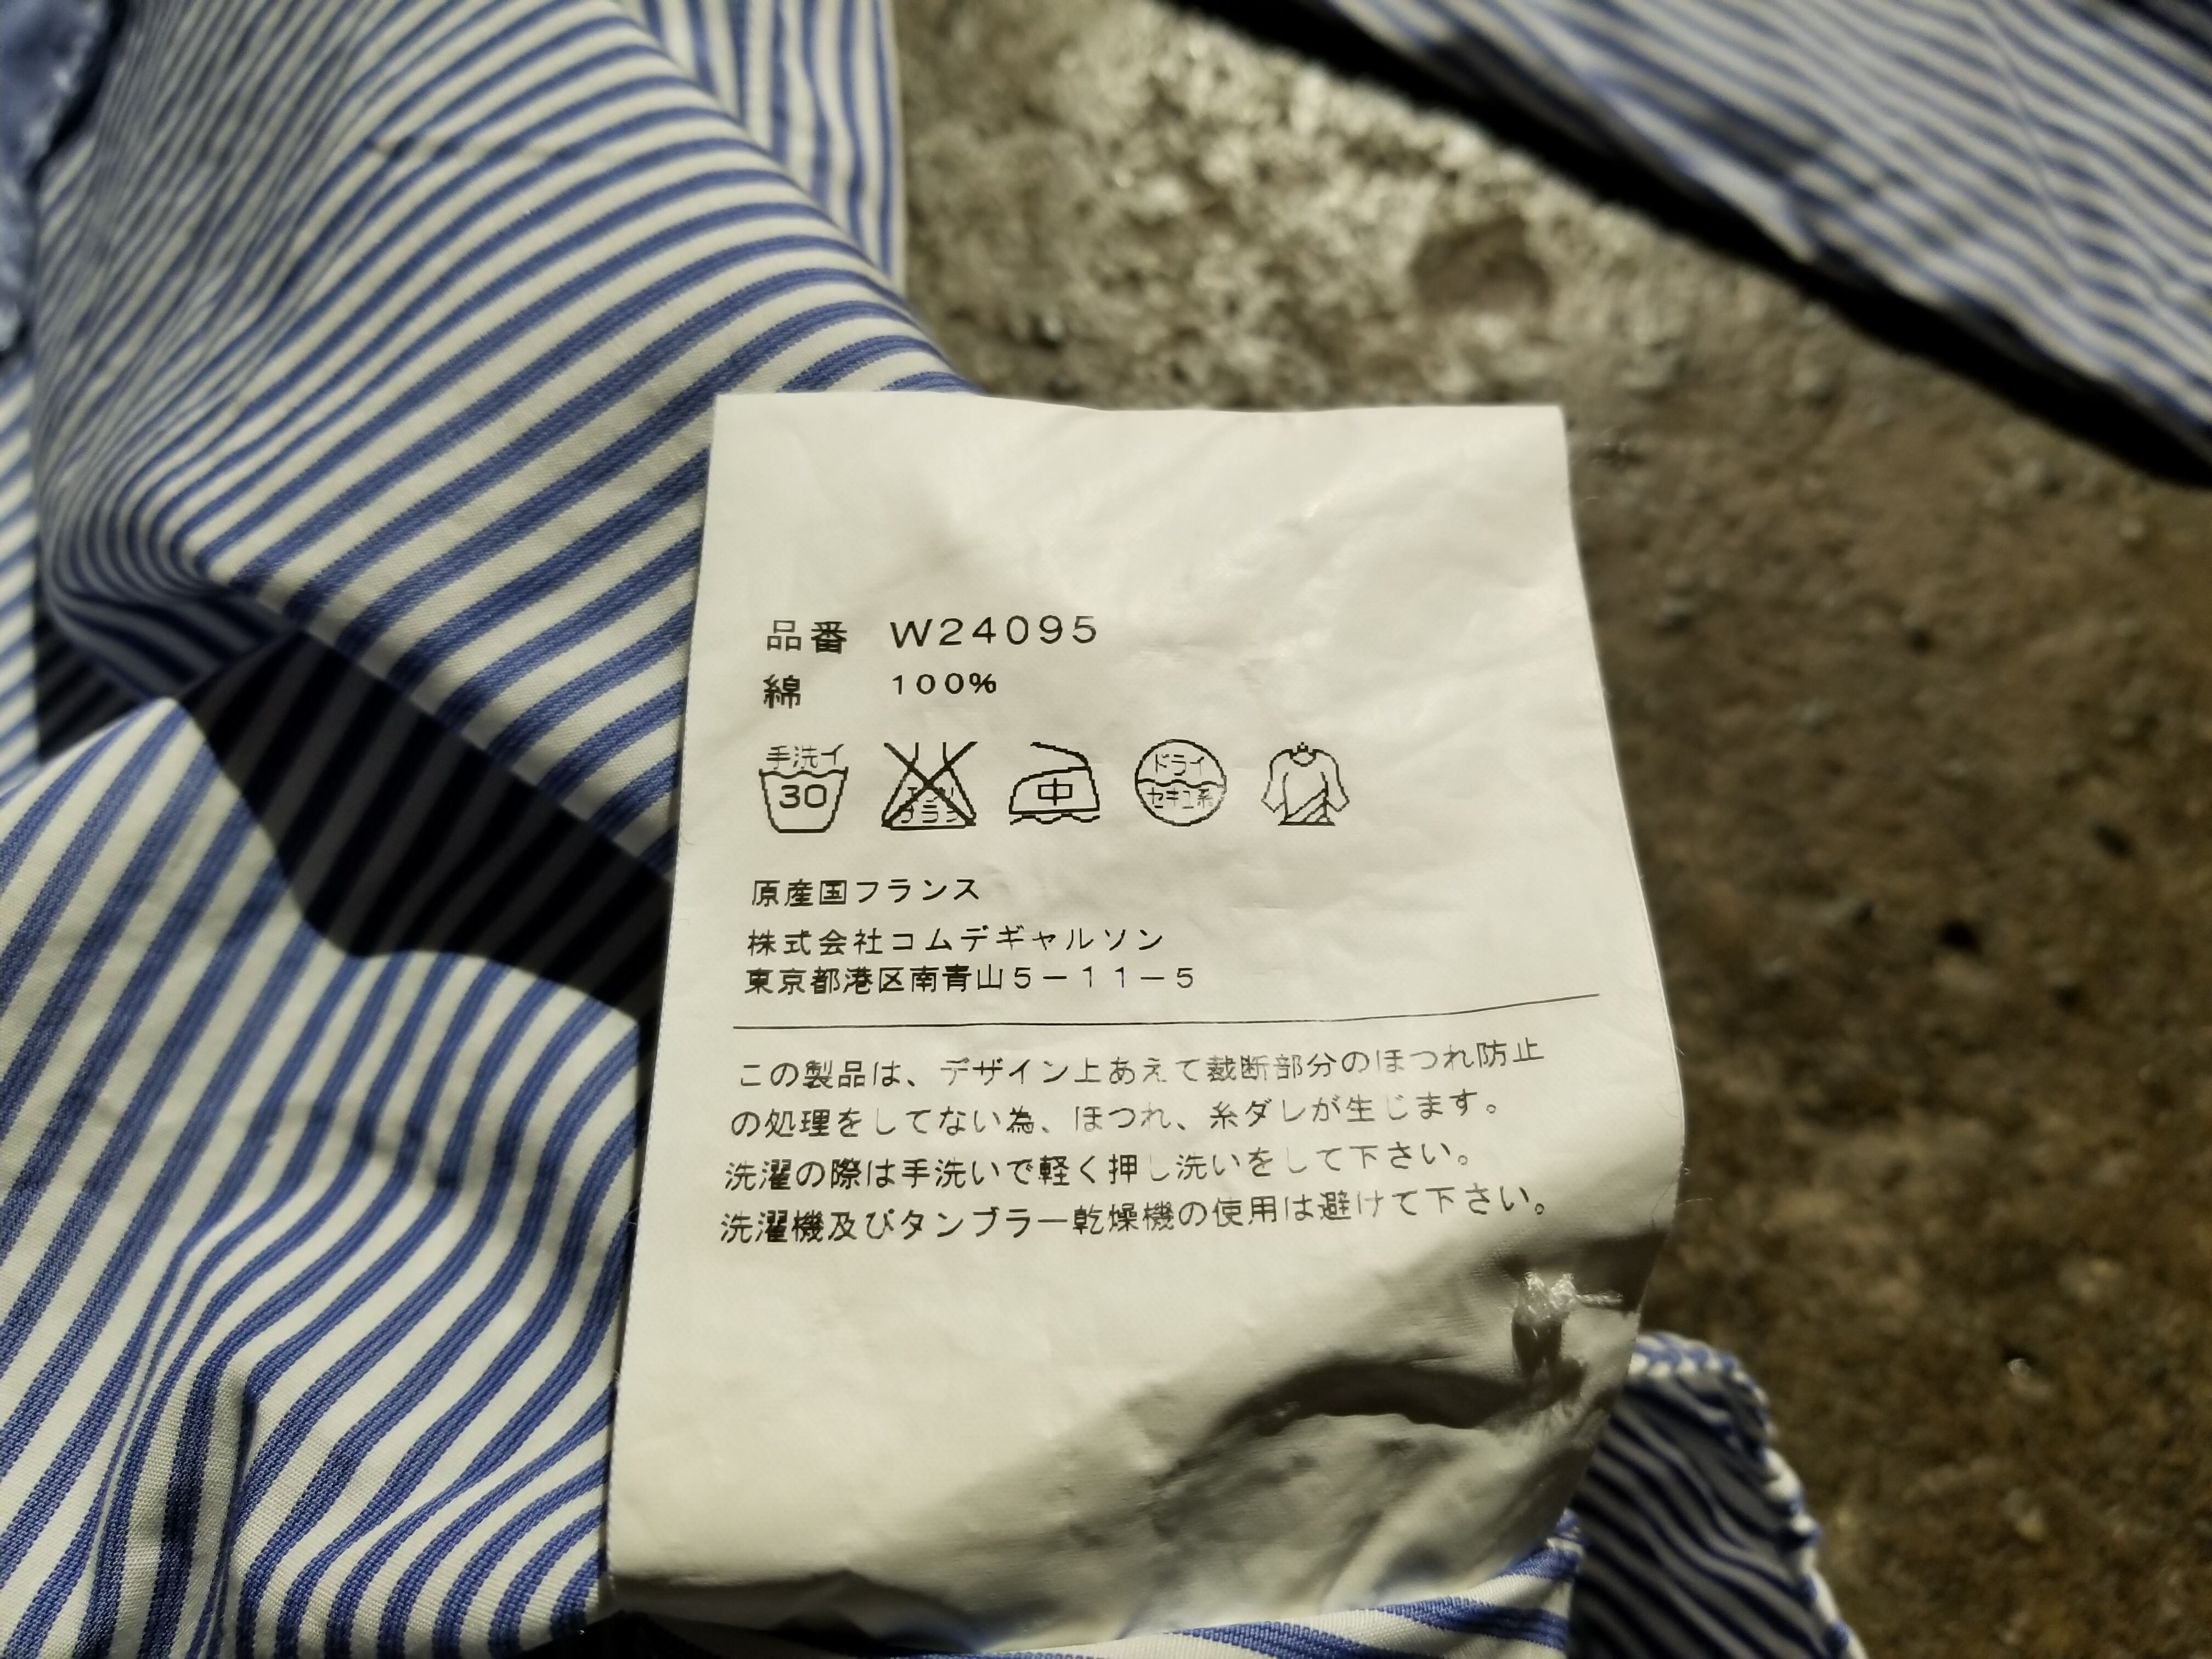 品番 W24095
綿 100%
手洗イ
30
中
ドライ
セキユ系
原産国フランス
株式会社コムデギャルソン
東京都港区南青山5-11-5
この製品は、デザイン上あえて裁断部分のほつれ防止
の処理をしてない為、ほつれ、糸ダレが生じます。
洗濯の際は手洗いで軽く押し洗いをして下さい。
洗濯機及びタンブラー乾燥機の使用は避けて下さい。